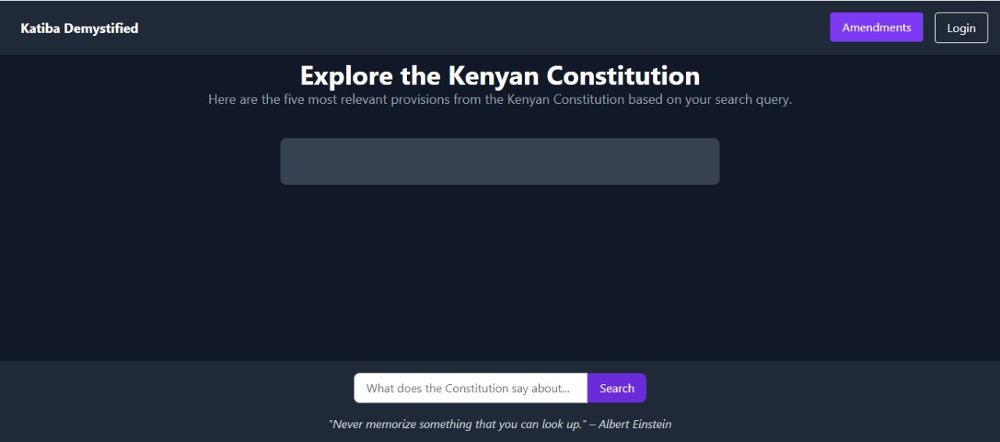 Katiba Demystified
Amendments
Login
Explore the Kenyan Constitution
Here are the five most relevant provisions from the Kenyan Constitution based on your search query.
What does the Constitution say about...
Search
"Never memorize something that you can look up." – Albert Einstein